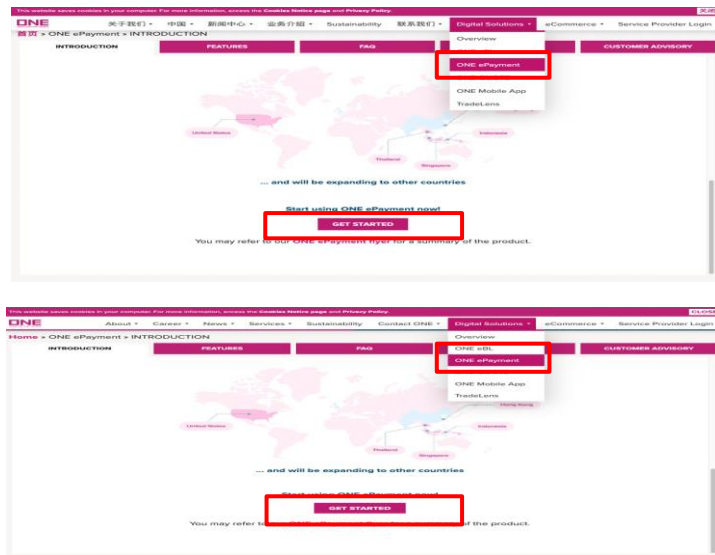 This website saves cookies in your computer. For more information, access the Cookies Notice page and Privacy Policy. 关闭
ONE 关于我们 中国 新闻中心 业务介绍 Sustainability 联系我们 Digital Solutions eCommerce Service Provider Login
首页 > ONE ePayment > INTRODUCTION
Overview
INTRODUCTION FEATURES FAQ CUSTOMER ADVISORY
ONE ePayment
ONE Mobile App
TradeLens
United States
Indonesia
Thailand
Singapore
... and will be expanding to other countries
Start using ONE ePayment now!
GET STARTED
You may refer to our ONE ePayment flyer for a summary of the product.
This website saves cookies in your computer. For more information, access the Cookies Notice page and Privacy Policy. CLOSE
ONE About Career News Services Sustainability Contact ONE Digital Solutions eCommerce Service Provider Login
Home > ONE ePayment > INTRODUCTION
Overview
INTRODUCTION FEATURES FAQ ONE eBL CUSTOMER ADVISORY
ONE ePayment
ONE Mobile App
TradeLens
Hong Kong
United States
Indonesia
Thailand
Singapore
... and will be expanding to other countries
Start using ONE ePayment now!
GET STARTED
You may refer to of the product.